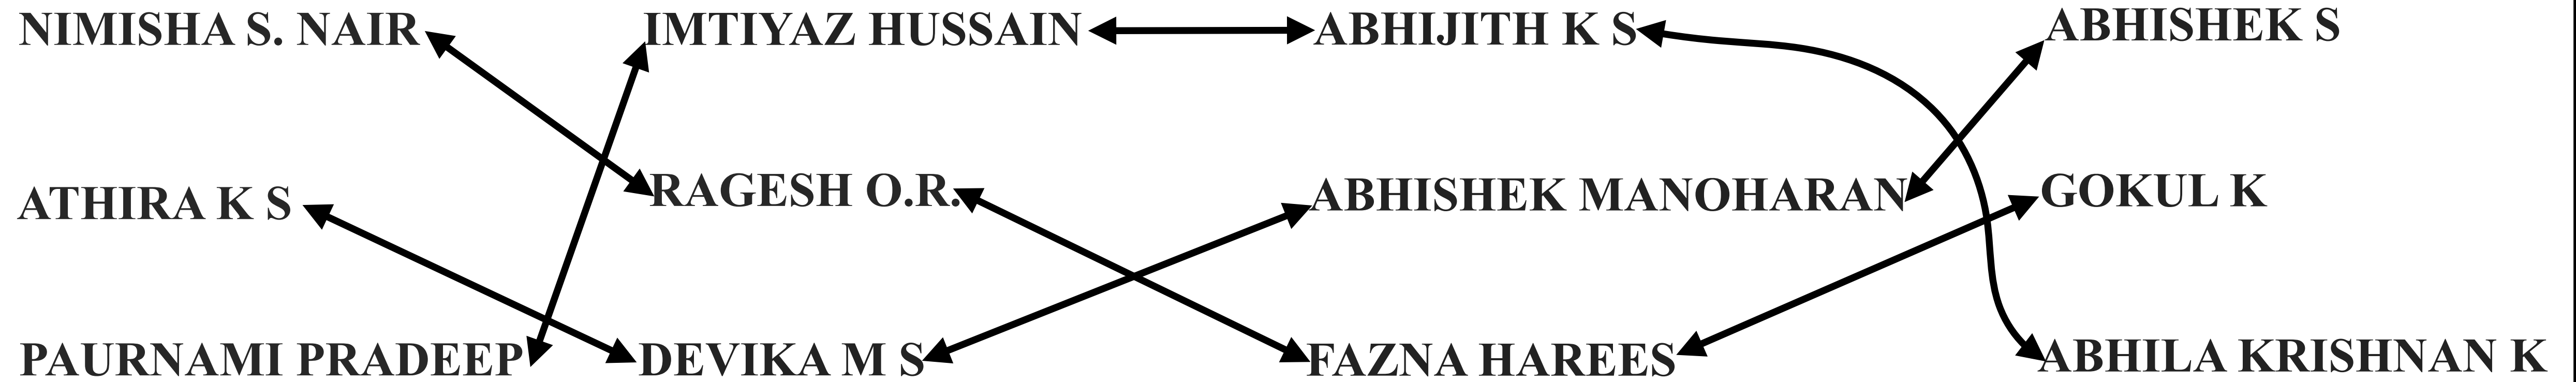 NIMISHA S. NAIR IMTIYAZ HUSSAIN ABHIJITH K S ABHISHEK S
ATHIRA K S RAGESH O.R. ABHISHEK MANOHARAN GOKUL K
PAURNAMI PRADEEP DEVIKA M S FAZNA HAREES ABHILA KRISHNAN K